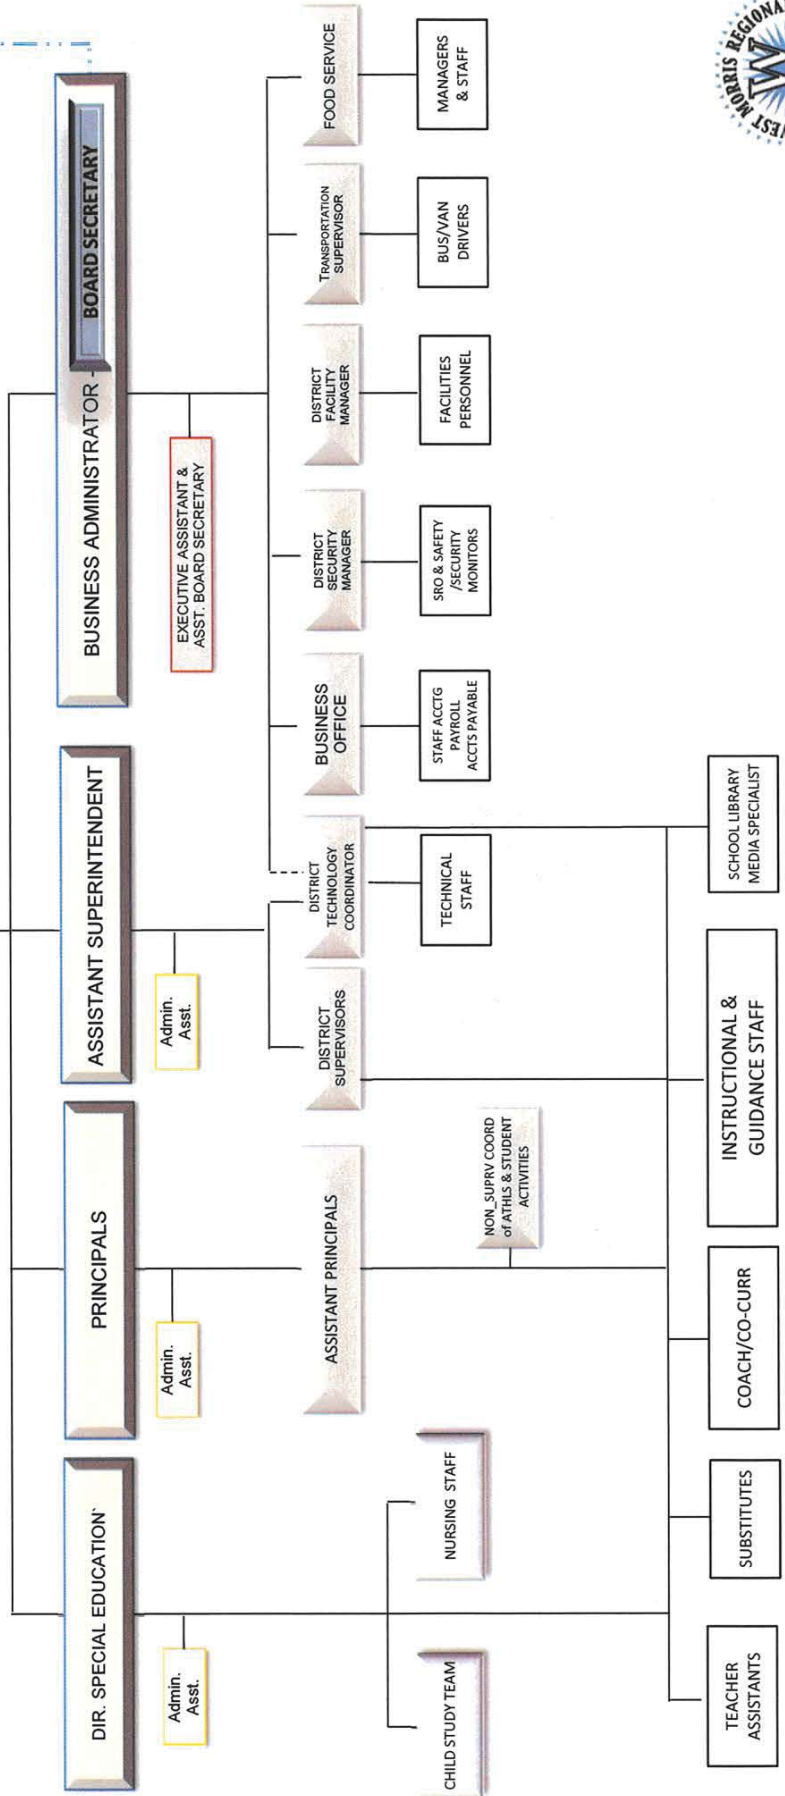 DIR. SPECIAL EDUCATION`
PRINCIPALS
ASSISTANT SUPERINTENDENT
BUSINESS ADMINISTRATOR -
BOARD SECRETARY
Admin.
Asst.
Admin.
Asst.
Admin.
Asst.
EXECUTIVE ASSISTANT &
ASST. BOARD SECRETARY
ASSISTANT PRINCIPALS
DISTRICT
SUPERVISORS
DISTRICT
TECHNOLOGY
COORDINATOR
BUSINESS
OFFICE
DISTRICT
SECURITY
MANAGER
DISTRICT
FACILITY
MANAGER
TRANSPORTATION
SUPERVISOR
FOOD SERVICE
CHILD STUDY TEAM
NURSING STAFF
NON_SUPRV COORD
of ATHLS & STUDENT
ACTIVITIES
TECHNICAL
STAFF
STAFF ACCTG
PAYROLL
ACCTS PAYABLE
SRO & SAFETY
/SECURITY
MONITORS
FACILITIES
PERSONNEL
BUS/VAN
DRIVERS
MANAGERS
& STAFF
TEACHER
ASSISTANTS
SUBSTITUTES
COACH/CO-CURR
INSTRUCTIONAL &
GUIDANCE STAFF
SCHOOL LIBRARY
MEDIA SPECIALIST
WEST MORRIS REGIONAL
W